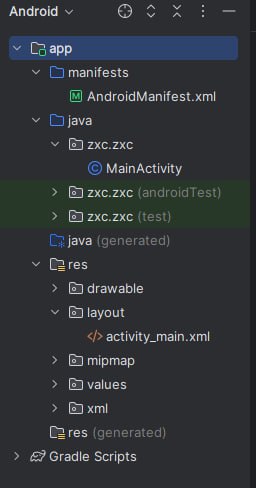 Android
app
manifests
AndroidManifest.xml
java
zxc.zxc
MainActivity
zxc.zxc (androidTest)
zxc.zxc (test)
java (generated)
res
drawable
layout
activity_main.xml
mipmap
values
xml
res (generated)
Gradle Scripts